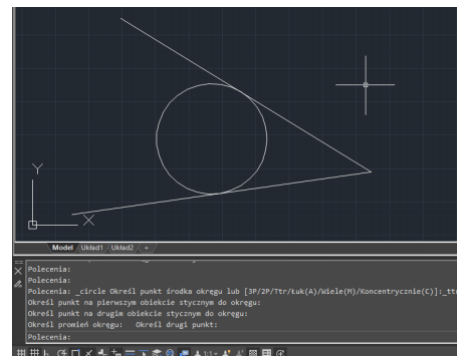 Y
X
Model Układ1 Układ2 +
Polecenia:
Polecenia:
Polecenia: _circle Określ punkt środka okręgu lub [3P/2P/Ttr/Łuk(A)/Wiele(M)/Koncentrycznie(C)]:_ttr
Określ punkt na pierwszym obiekcie stycznym do okręgu:
Określ punkt na drugim obiekcie stycznym do okręgu:
Określ promień okręgu: Określ drugi punkt:
Polecenia:
1:1